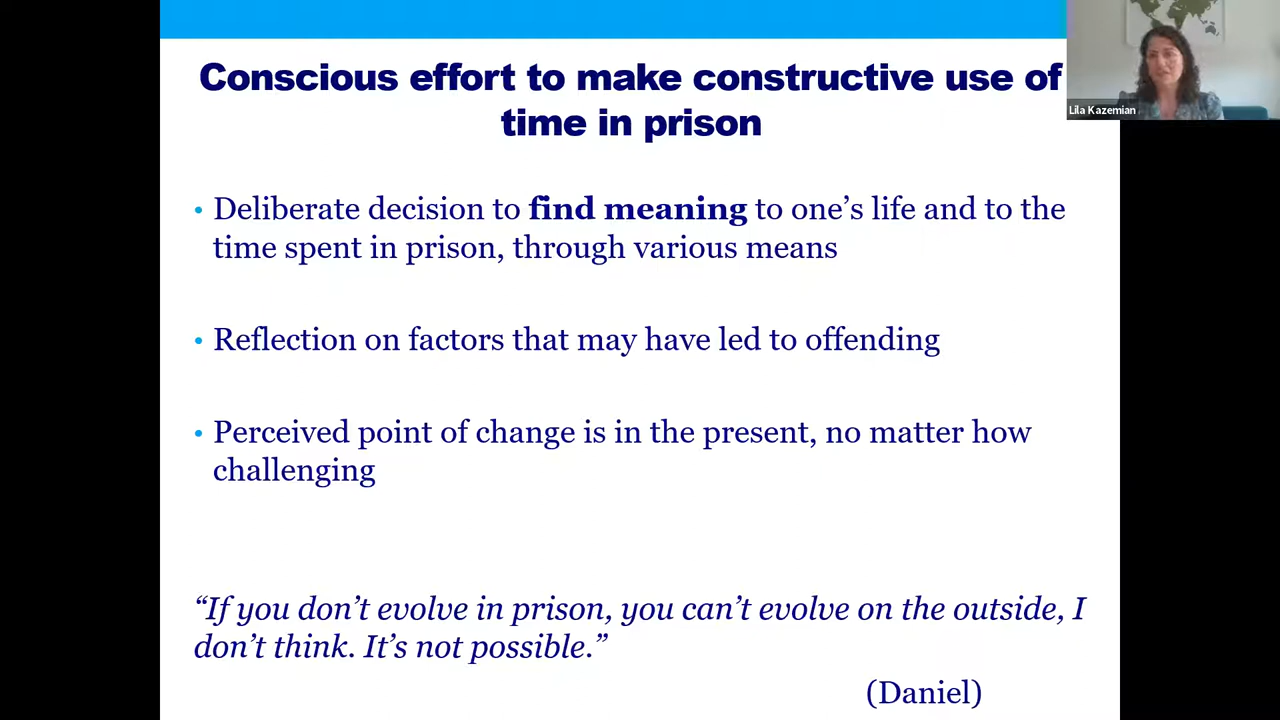 Conscious effort to make constructive use of
time in prison
Lila Kazemian
• Deliberate decision to find meaning to one’s life and to the
time spent in prison, through various means
• Reflection on factors that may have led to offending
• Perceived point of change is in the present, no matter how
challenging
“If you don’t evolve in prison, you can’t evolve on the outside, I
don’t think. It’s not possible.”
(Daniel)